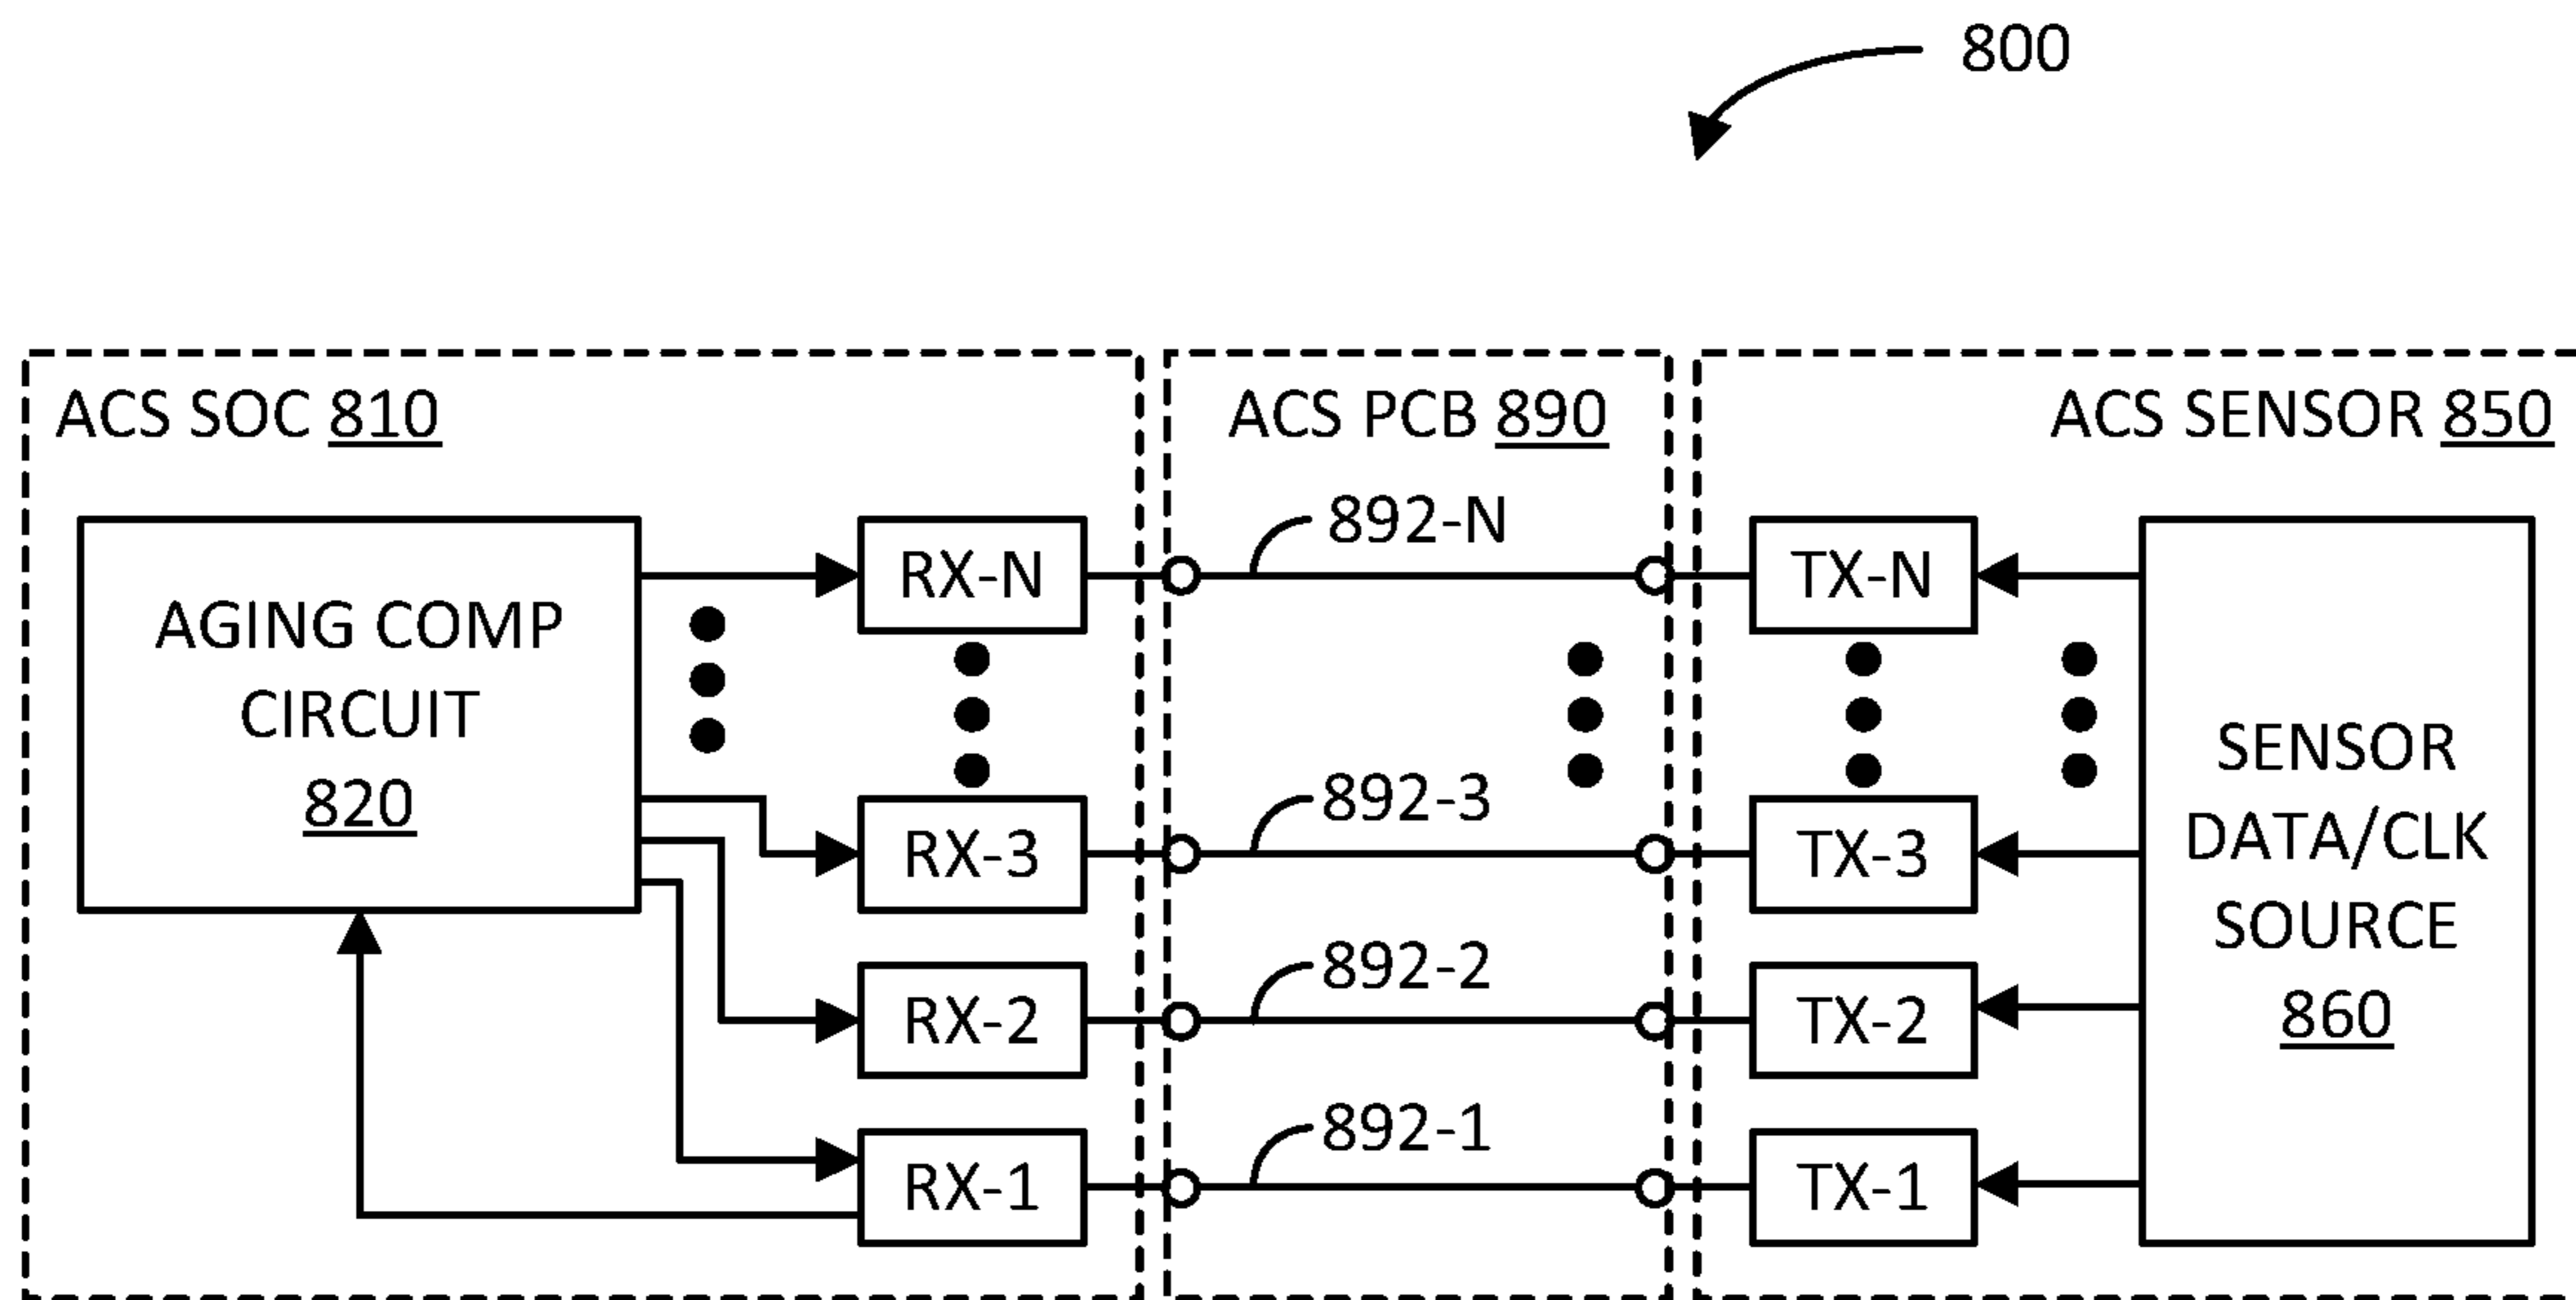 800
ACS SOC 810
ACS PCB 890
ACS SENSOR 850
AGING COMP
CIRCUIT
820
RX-N
892-N
TX-N
RX-3
892-3
TX-3
SENSOR
DATA/CLK
SOURCE
860
RX-2
892-2
TX-2
RX-1
892-1
TX-1